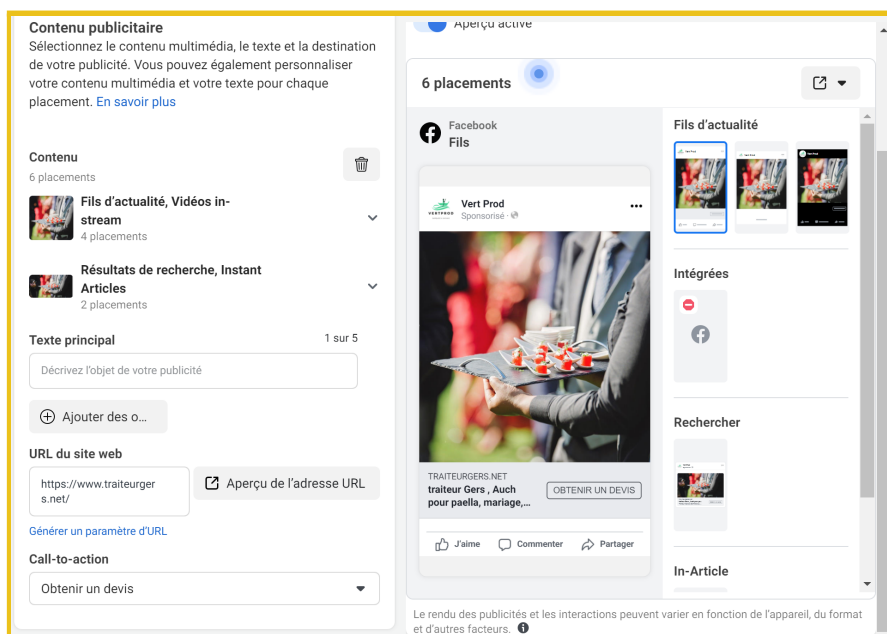 Contenu publicitaire
Sélectionnez le contenu multimédia, le texte et la destination
de votre publicité. Vous pouvez également personnaliser
votre contenu multimédia et votre texte pour chaque
placement. En savoir plus
Contenu
6 placements
Fils d'actualité, Vidéos in-
stream
4 placements
Résultats de recherche, Instant
Articles
2 placements
Texte principal
1 sur 5
Décrivez l'objet de votre publicité
Ajouter des o...
URL du site web
https://www.traiteurger
s.net/
Aperçu de l'adresse URL
Générer un paramètre d'URL
Call-to-action
Obtenir un devis
Aperçu activé
6 placements
Facebook
Fils
VERTPROD
Vert Prod
Sponsorisé
TRAITEURGERS.NET
traiteur Gers , Auch
pour paella, mariage,...
OBTENIR UN DEVIS
J'aime
Commenter
Partager
Fils d'actualité
Intégrées
Rechercher
In-Article
Le rendu des publicités et les interactions peuvent varier en fonction de l'appareil, du format
et d'autres facteurs.